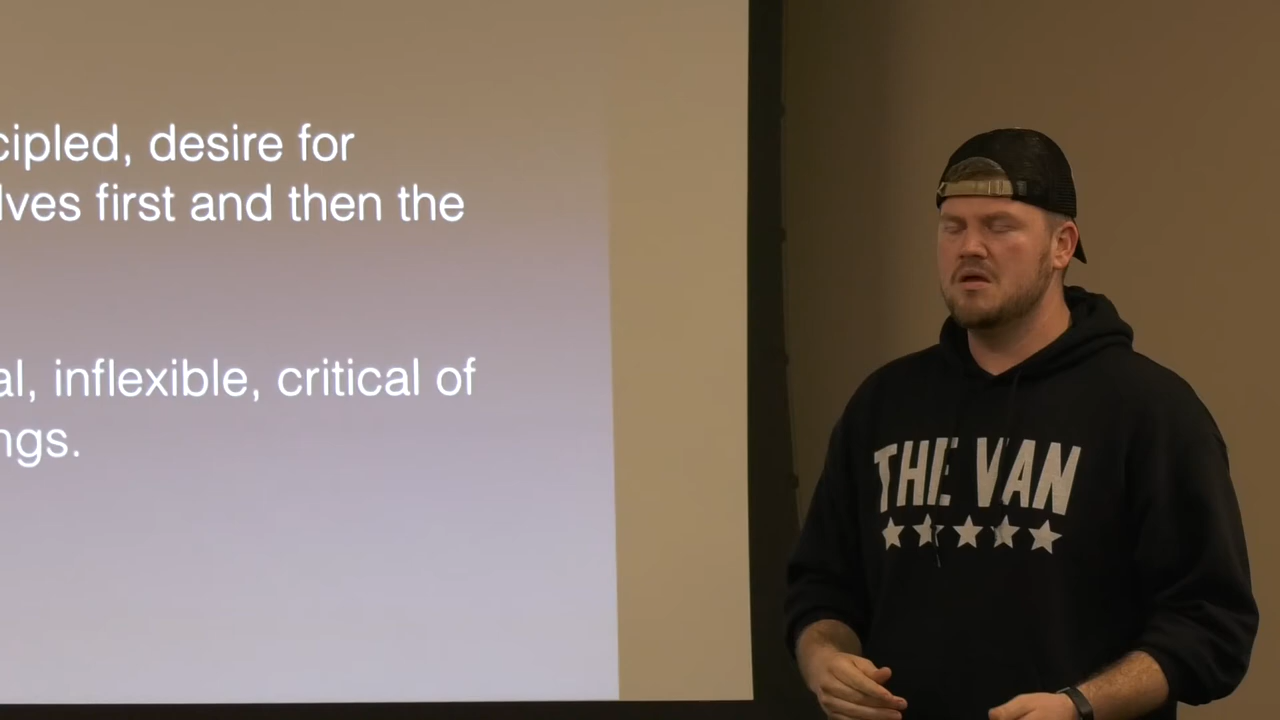 cipled, desire for
lves first and then the
al, inflexible, critical of
ngs.
THE VAN